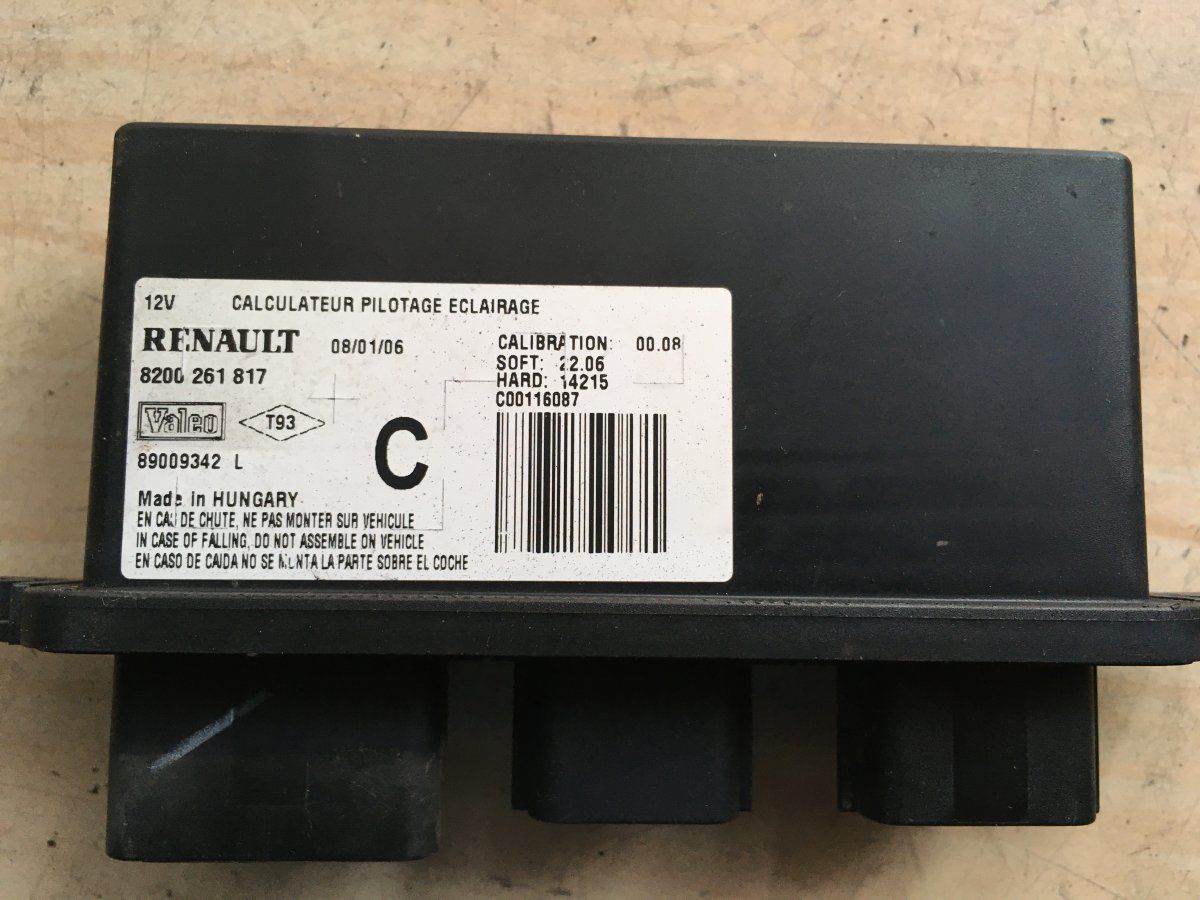 12V CALCULATEUR PILOTAGE ECLAIRAGE
RENAULT 08/01/06
8200 261 817
CALIBRATION: 00.08
SOFT: 22.06
HARD: 14215
C00116087
Valeo T93
C
89009342 L
Made in HUNGARY
EN CAS DE CHUTE, NE PAS MONTER SUR VEHICULE
IN CASE OF FALLING, DO NOT ASSEMBLE ON VEHICLE
EN CASO DE CAIDA NO SE MONTA LA PARTE SOBRE EL COCHE